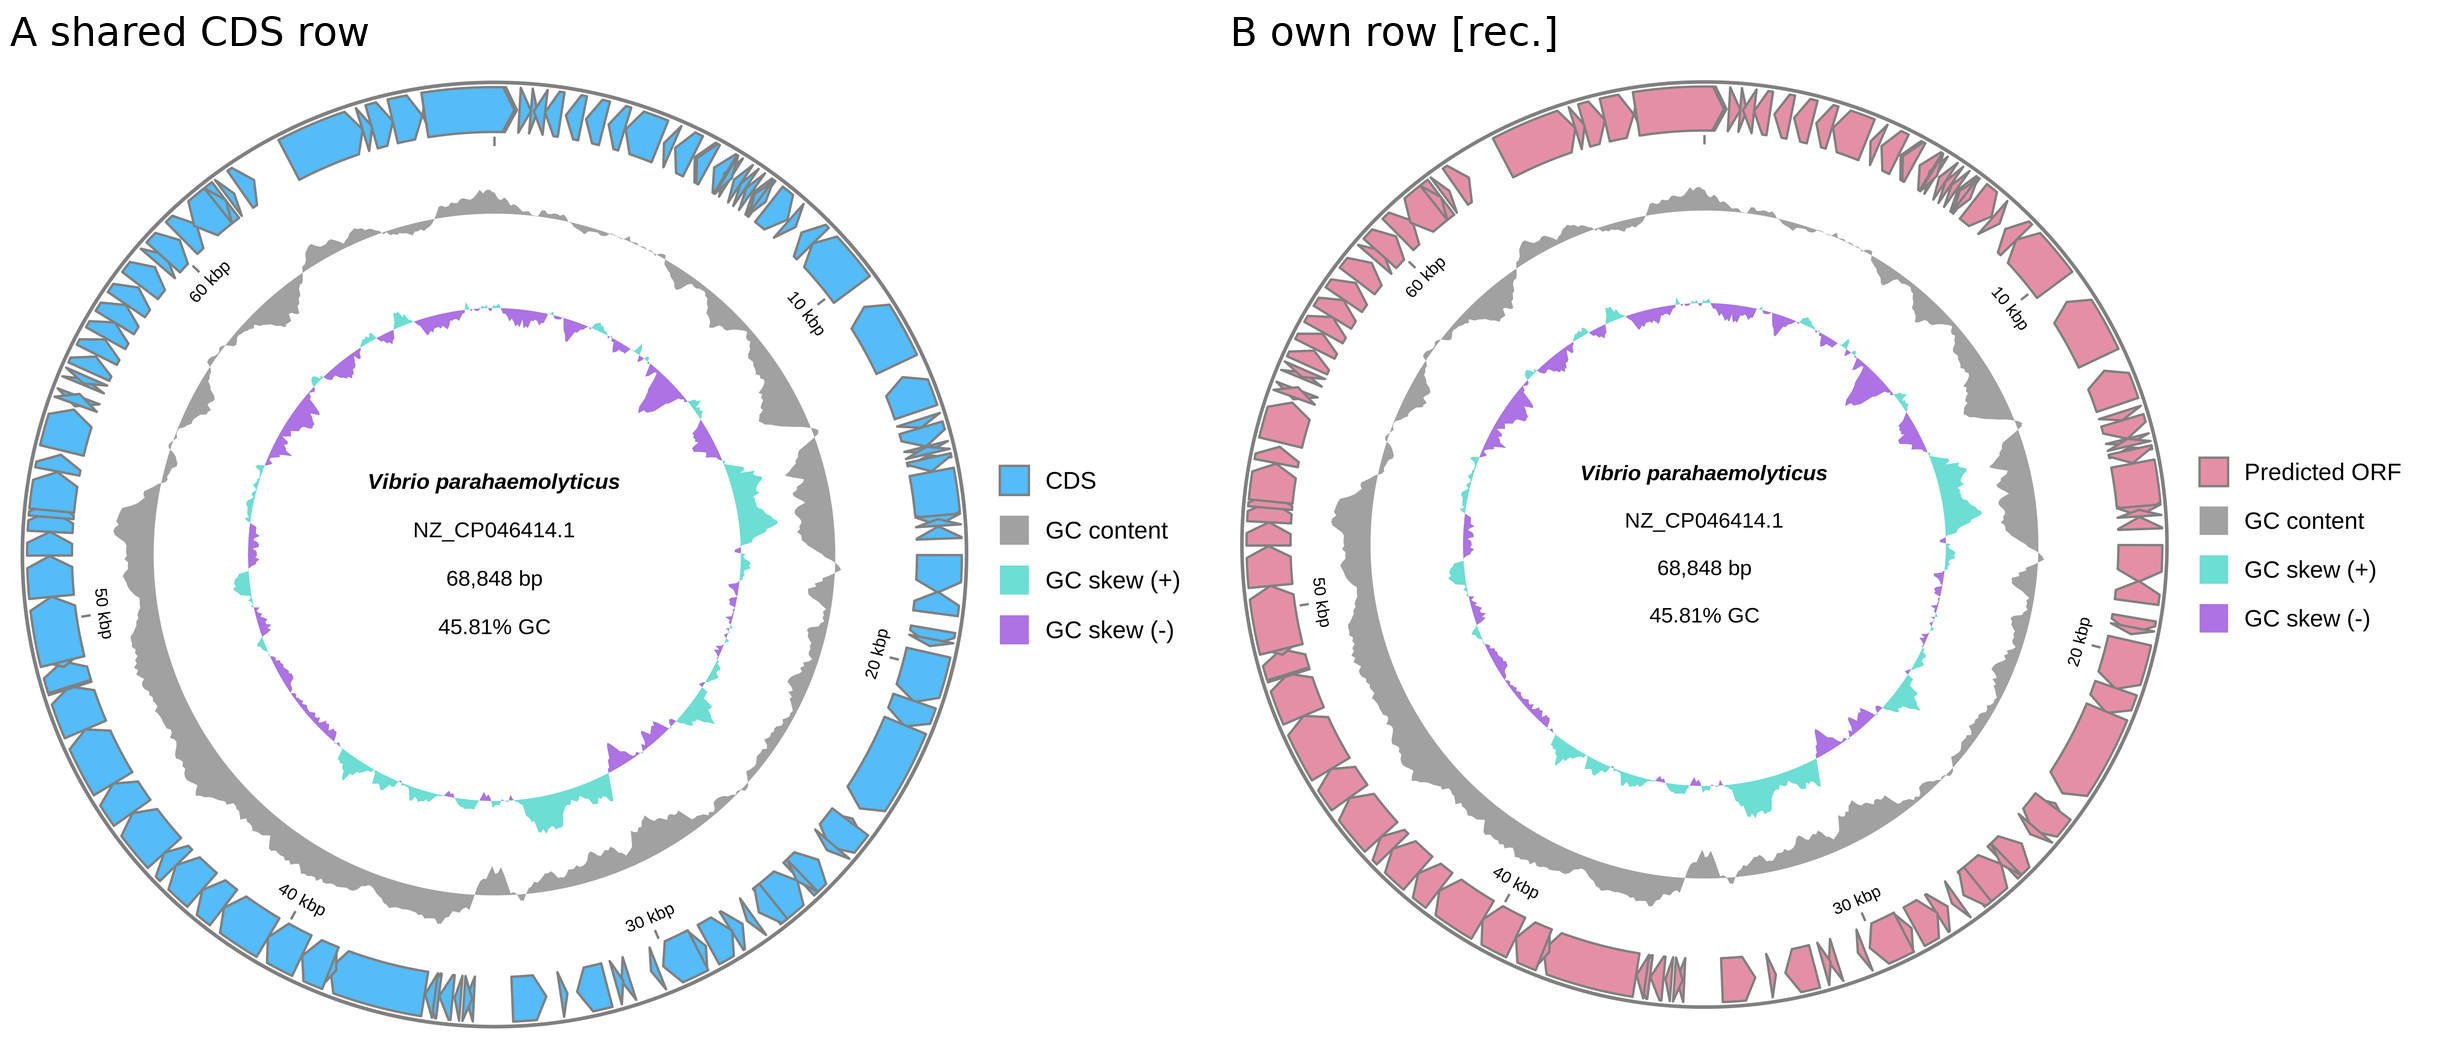 A shared CDS row
B own row [rec.]
60 kbp
10 kbp
50 kbp
20 kbp
40 kbp
30 kbp
Vibrio parahaemolyticus
NZ_CP046414.1
68,848 bp
45.81% GC
CDS
GC content
GC skew (+)
GC skew (-)
60 kbp
10 kbp
50 kbp
20 kbp
40 kbp
30 kbp
Vibrio parahaemolyticus
NZ_CP046414.1
68,848 bp
45.81% GC
Predicted ORF
GC content
GC skew (+)
GC skew (-)